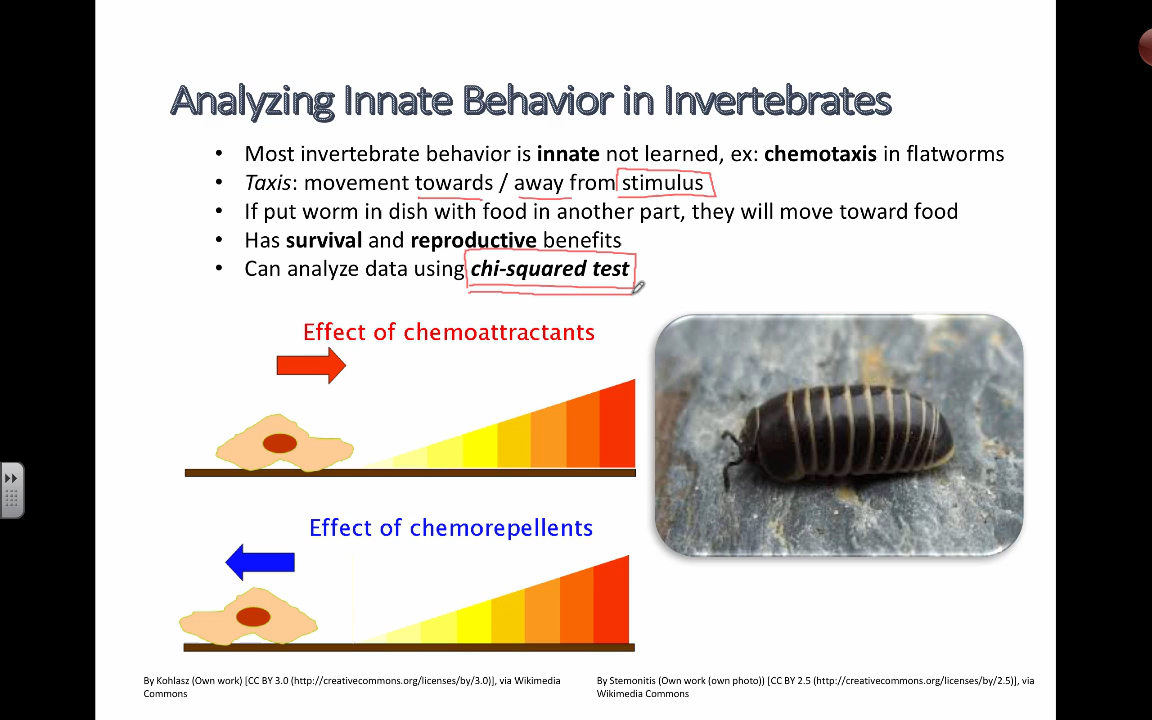 Analyzing Innate Behavior in Invertebrates
• Most invertebrate behavior is innate not learned, ex: chemotaxis in flatworms
• Taxis: movement towards / away from stimulus
• If put worm in dish with food in another part, they will move toward food
• Has survival and reproductive benefits
• Can analyze data using chi-squared test
Effect of chemoattractants
Effect of chemorepellents
By Kohlasz (Own work) [CC BY 3.0 (http://creativecommons.org/licenses/by/3.0)], via Wikimedia
Commons
By Stemonitis (Own work (own photo)) [CC BY 2.5 (http://creativecommons.org/licenses/by/2.5)], via
Wikimedia Commons